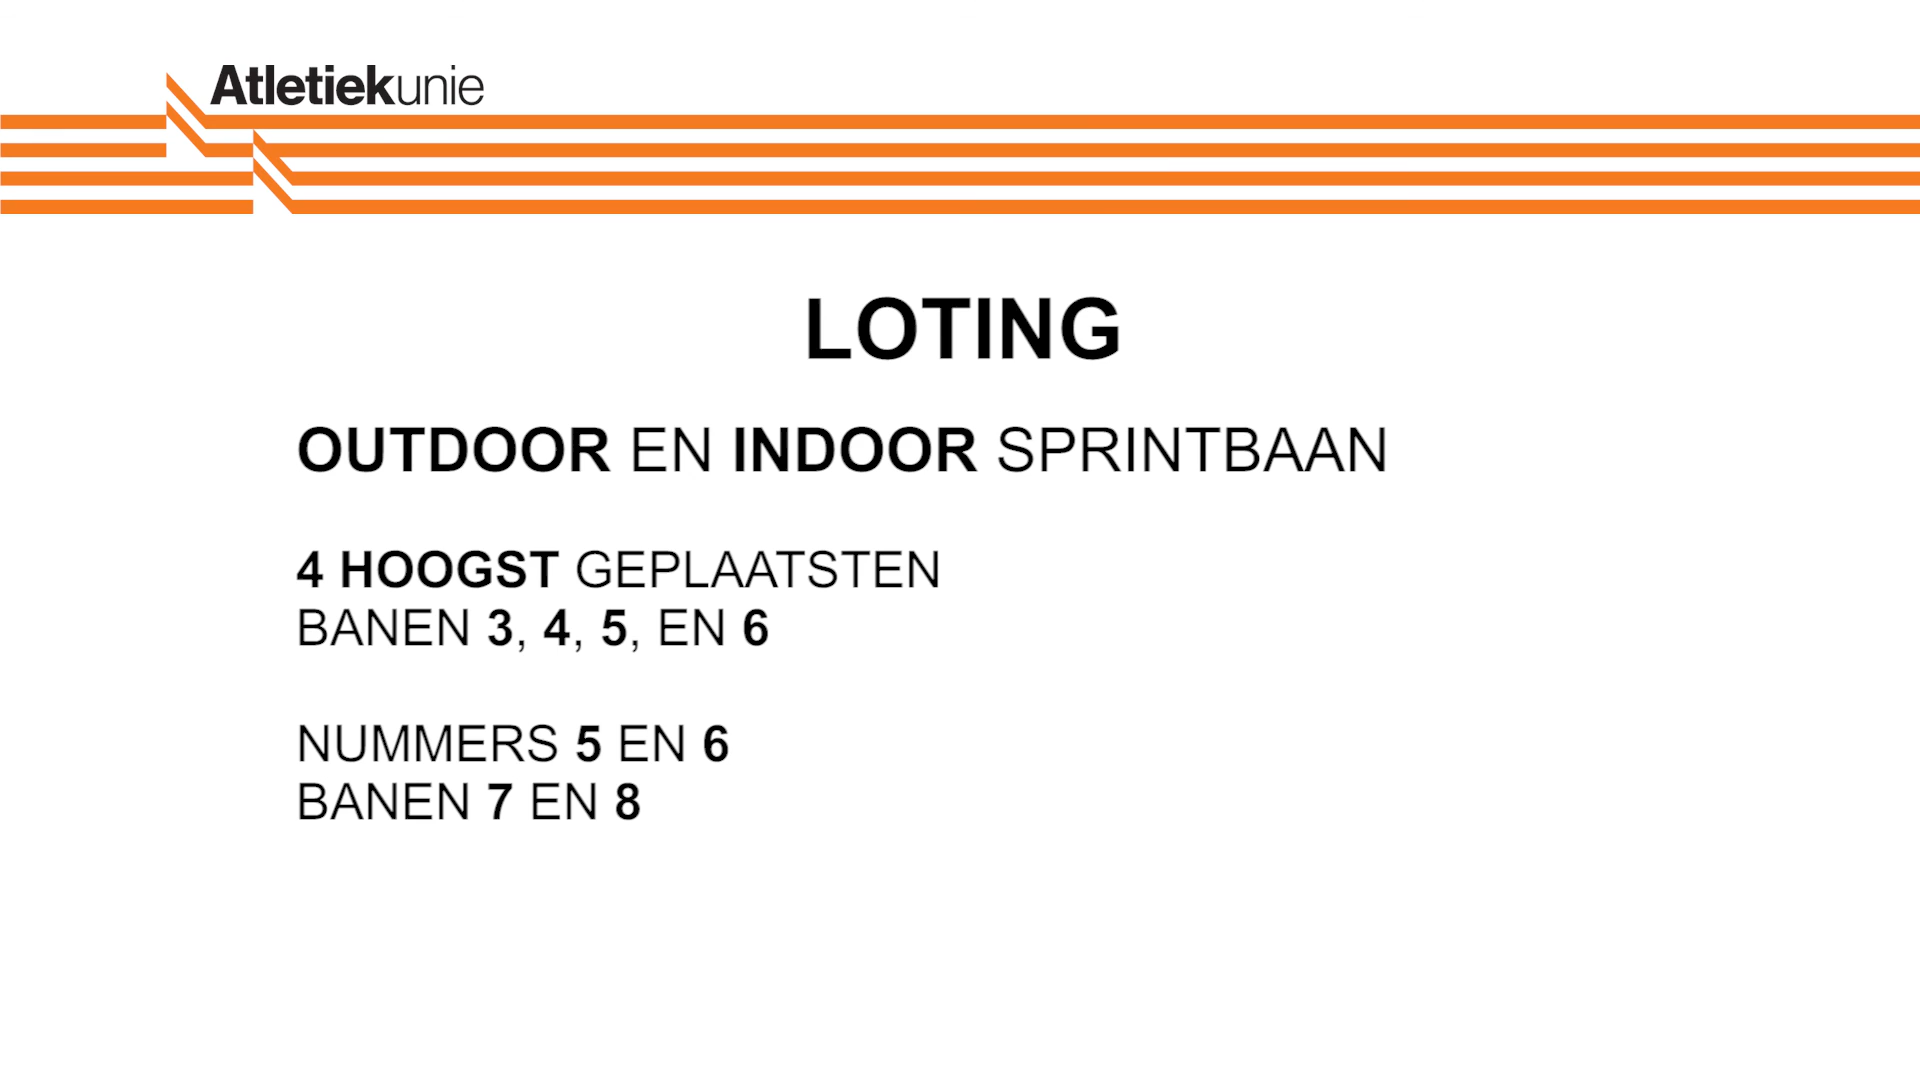 Atletiekunie
LOTING
OUTDOOR EN INDOOR SPRINTBAAN
4 HOOGST GEPLAATSTEN
BANEN 3, 4, 5, EN 6
NUMMERS 5 EN 6
BANEN 7 EN 8